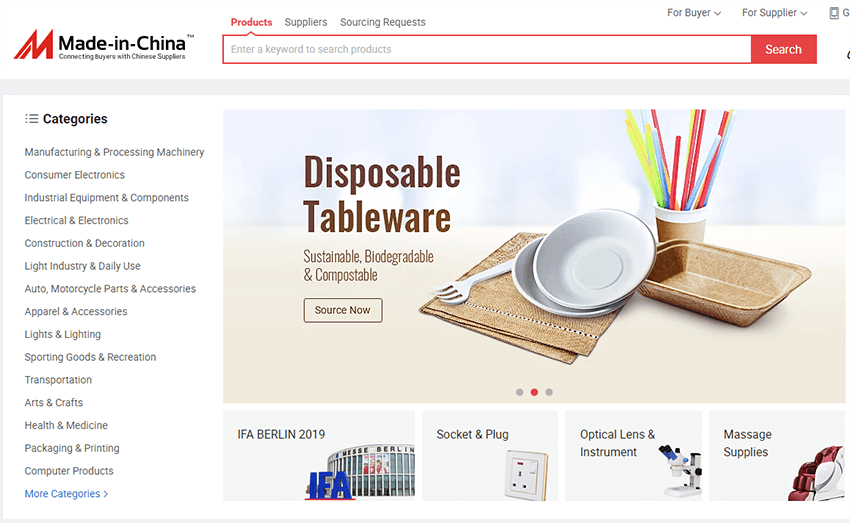 Products Suppliers Sourcing Requests
For Buyer For Supplier
Made-in-China™
Connecting Buyers with Chinese Suppliers
Enter a keyword to search products
Search
Categories
Manufacturing & Processing Machinery
Consumer Electronics
Industrial Equipment & Components
Electrical & Electronics
Construction & Decoration
Light Industry & Daily Use
Auto, Motorcycle Parts & Accessories
Apparel & Accessories
Lights & Lighting
Sporting Goods & Recreation
Transportation
Arts & Crafts
Health & Medicine
Packaging & Printing
Computer Products
More Categories >
Disposable
Tableware
Sustainable, Biodegradable
& Compostable
Source Now
IFA BERLIN 2019
MESSE BERLIN
IFA
Socket & Plug
Optical Lens &
Instrument
Massage
Supplies